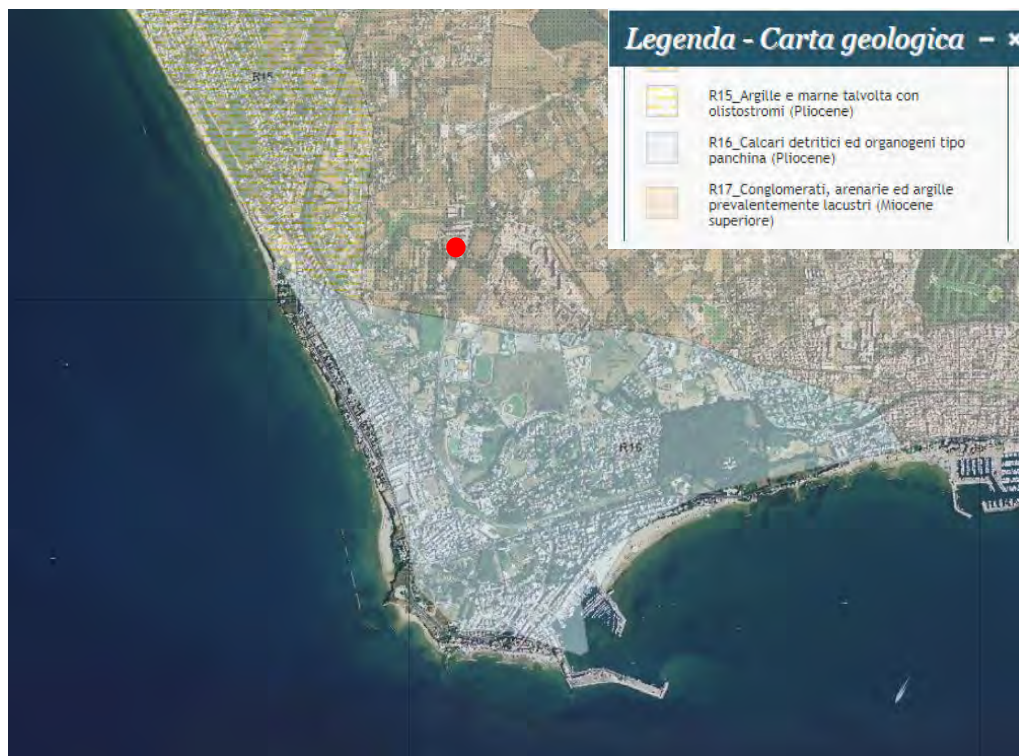 Legenda - Carta geologica
R15_Argille e marne talvolta con
olistostromi (Pliocene)
R16_Calcari detritici ed organogeni tipo
panchina (Pliocene)
R17_Conglomerati, arenarie ed argille
prevalentemente lacustri (Miocene
superiore)
R15
R16